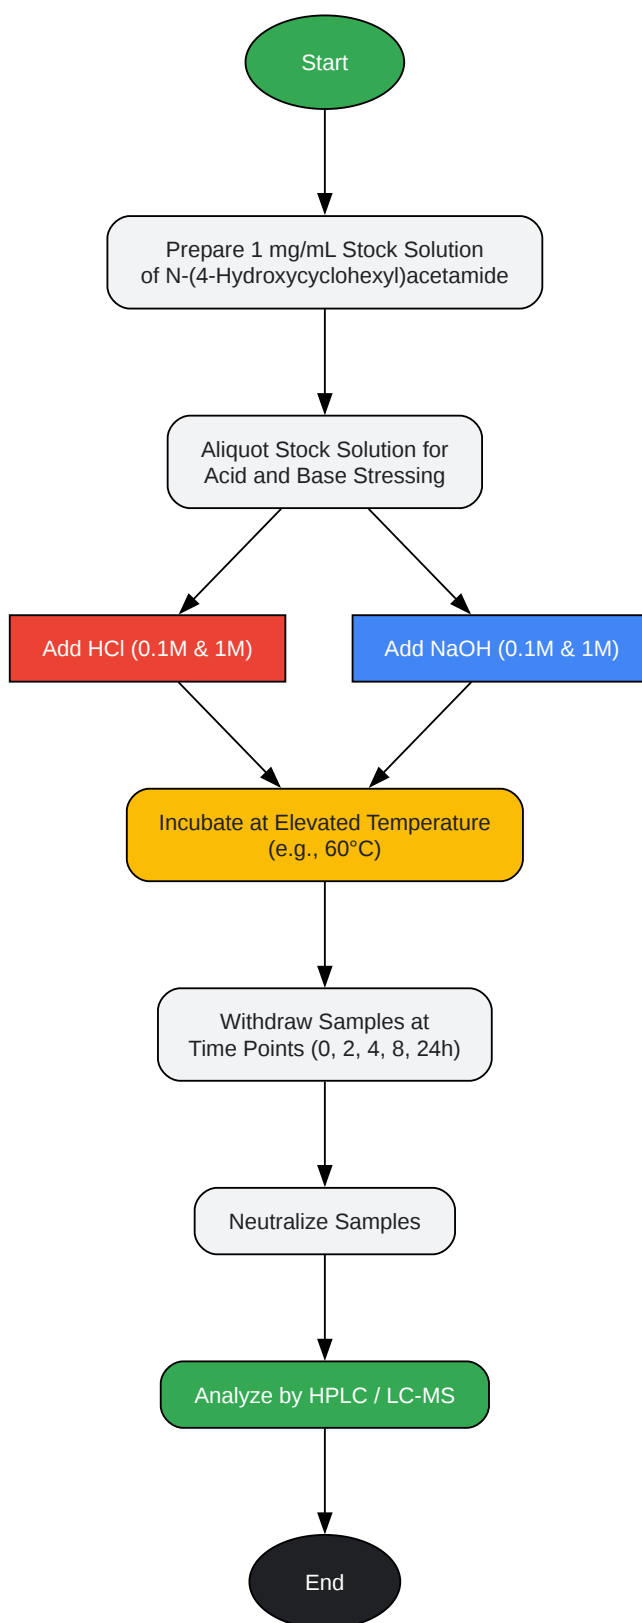 Start
Prepare 1 mg/mL Stock Solution
of N-(4-Hydroxycyclohexyl)acetamide
Aliquot Stock Solution for
Acid and Base Stressing
Add HCl (0.1M & 1M)
Add NaOH (0.1M & 1M)
Incubate at Elevated Temperature
(e.g., 60°C)
Withdraw Samples at
Time Points (0, 2, 4, 8, 24h)
Neutralize Samples
Analyze by HPLC / LC-MS
End